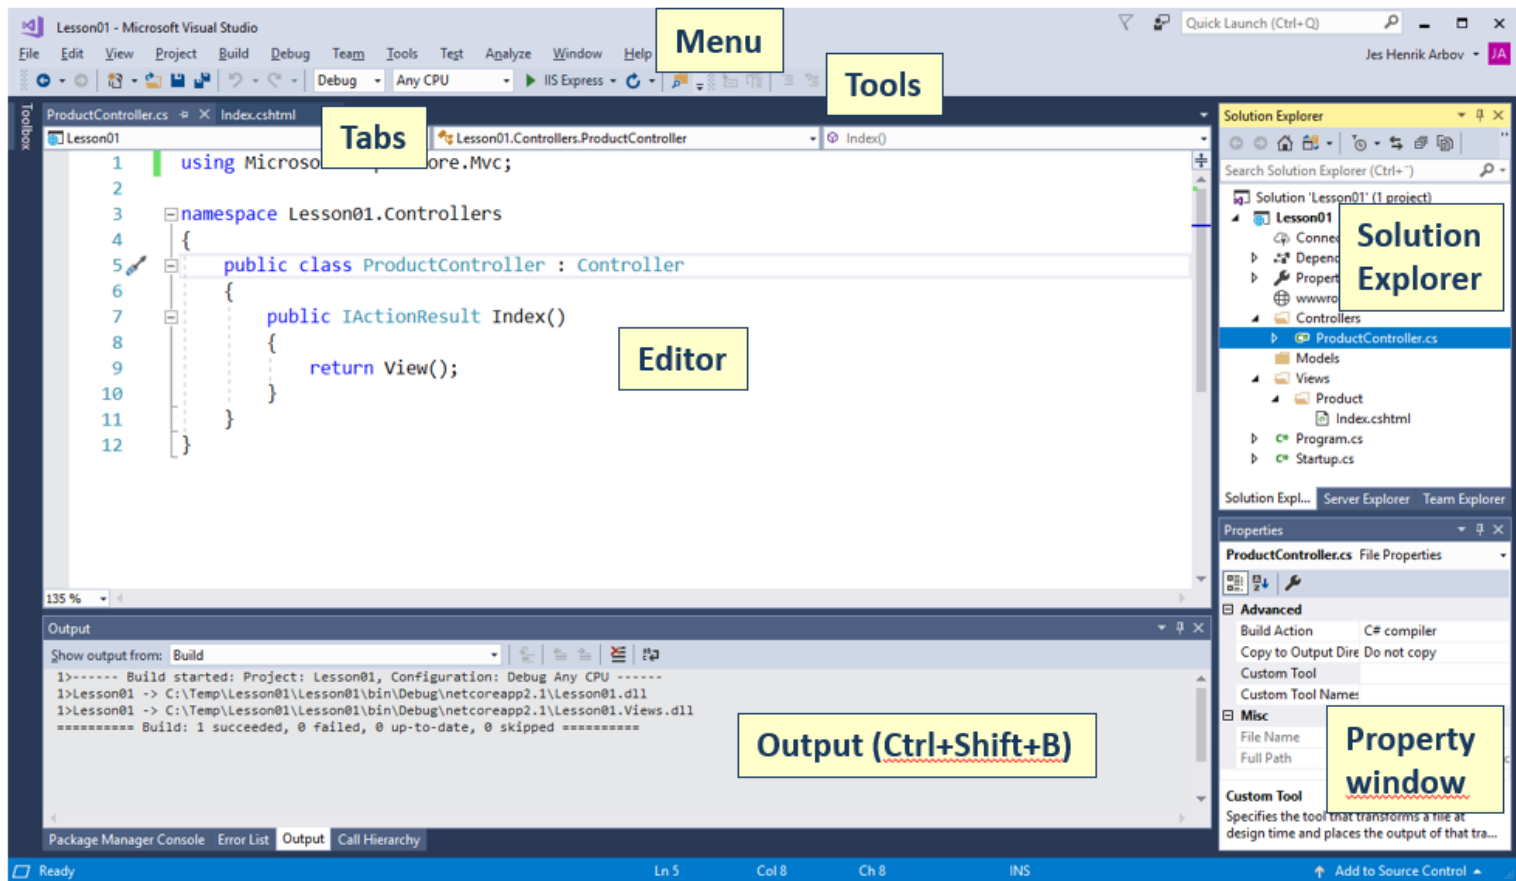 Lesson01 - Microsoft Visual Studio
Quick Launch (Ctrl+Q)
File Edit View Project Build Debug Team Tools Test Analyze Window Help
Menu
Jes Henrik Arbov JA
Debug Any CPU IIS Express
Tools
Toolbox
ProductController.cs Index.cshtml
Tabs
Lesson01 Lesson01.Controllers.ProductController Index()
1 using Microso ore.Mvc;
2
3 namespace Lesson01.Controllers
4 {
5 public class ProductController : Controller
6 {
7 public IActionResult Index()
8 {
9 return View();
10 }
11 }
12 }
Editor
135 %
Solution Explorer
Search Solution Explorer (Ctrl+¨)
Solution 'Lesson01' (1 project)
Lesson01
Connec
Depend
Propert
wwwro
Solution
Explorer
Controllers
ProductController.cs
Models
Views
Product
Index.cshtml
C# Program.cs
C# Startup.cs
Solution Expl... Server Explorer Team Explorer
Properties
ProductController.cs File Properties
Advanced
Build Action C# compiler
Copy to Output Dire Do not copy
Custom Tool
Custom Tool Names
Misc
File Name
Full Path
Property
window
Custom Tool
Specifies the tool that transforms a file at
design time and places the output of that tra...
Output
Show output from: Build
1>------ Build started: Project: Lesson01, Configuration: Debug Any CPU ------
1>Lesson01 -> C:\Temp\Lesson01\Lesson01\bin\Debug\netcoreapp2.1\Lesson01.dll
1>Lesson01 -> C:\Temp\Lesson01\Lesson01\bin\Debug\netcoreapp2.1\Lesson01.Views.dll
========== Build: 1 succeeded, 0 failed, 0 up-to-date, 0 skipped ==========
Output (Ctrl+Shift+B)
Package Manager Console Error List Output Call Hierarchy
Ready Ln 5 Col 8 Ch 8 INS Add to Source Control